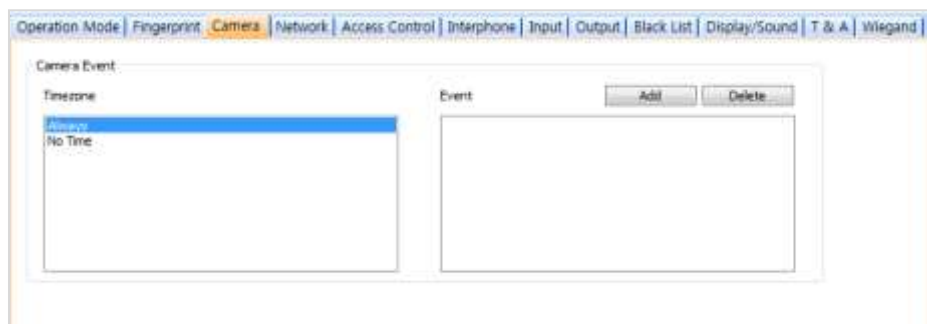 Operation Mode | Fingerprint | Camera | Network | Access Control | Interphone | Input | Output | Black List | Display/Sound | T & A | Wiegand |
Camera Event
Timezone Event Add Delete
Always
No Time